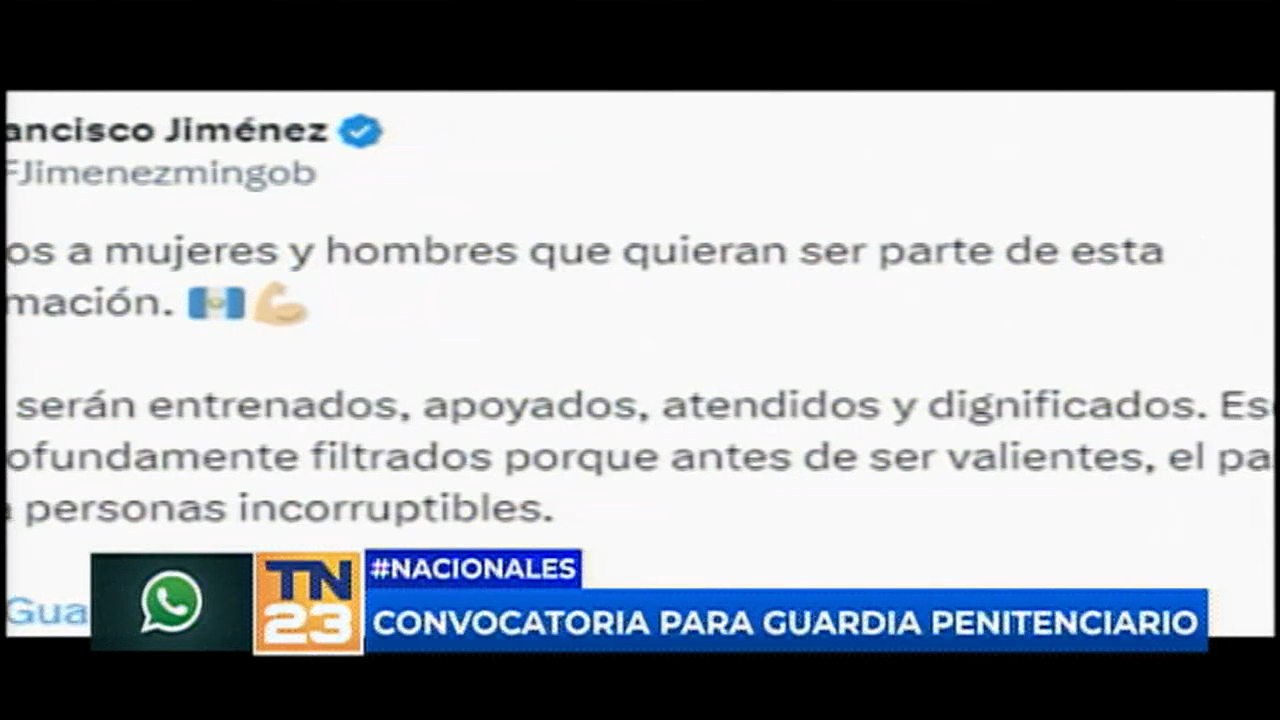 ancisco Jiménez
FJimenezmingob
os a mujeres y hombres que quieran ser parte de esta
mación.
serán entrenados, apoyados, atendidos y dignificados. Es
ofundamente filtrados porque antes de ser valientes, el pa
personas incorruptibles.
Gua
TN
23
#NACIONALES
CONVOCATORIA PARA GUARDIA PENITENCIARIO